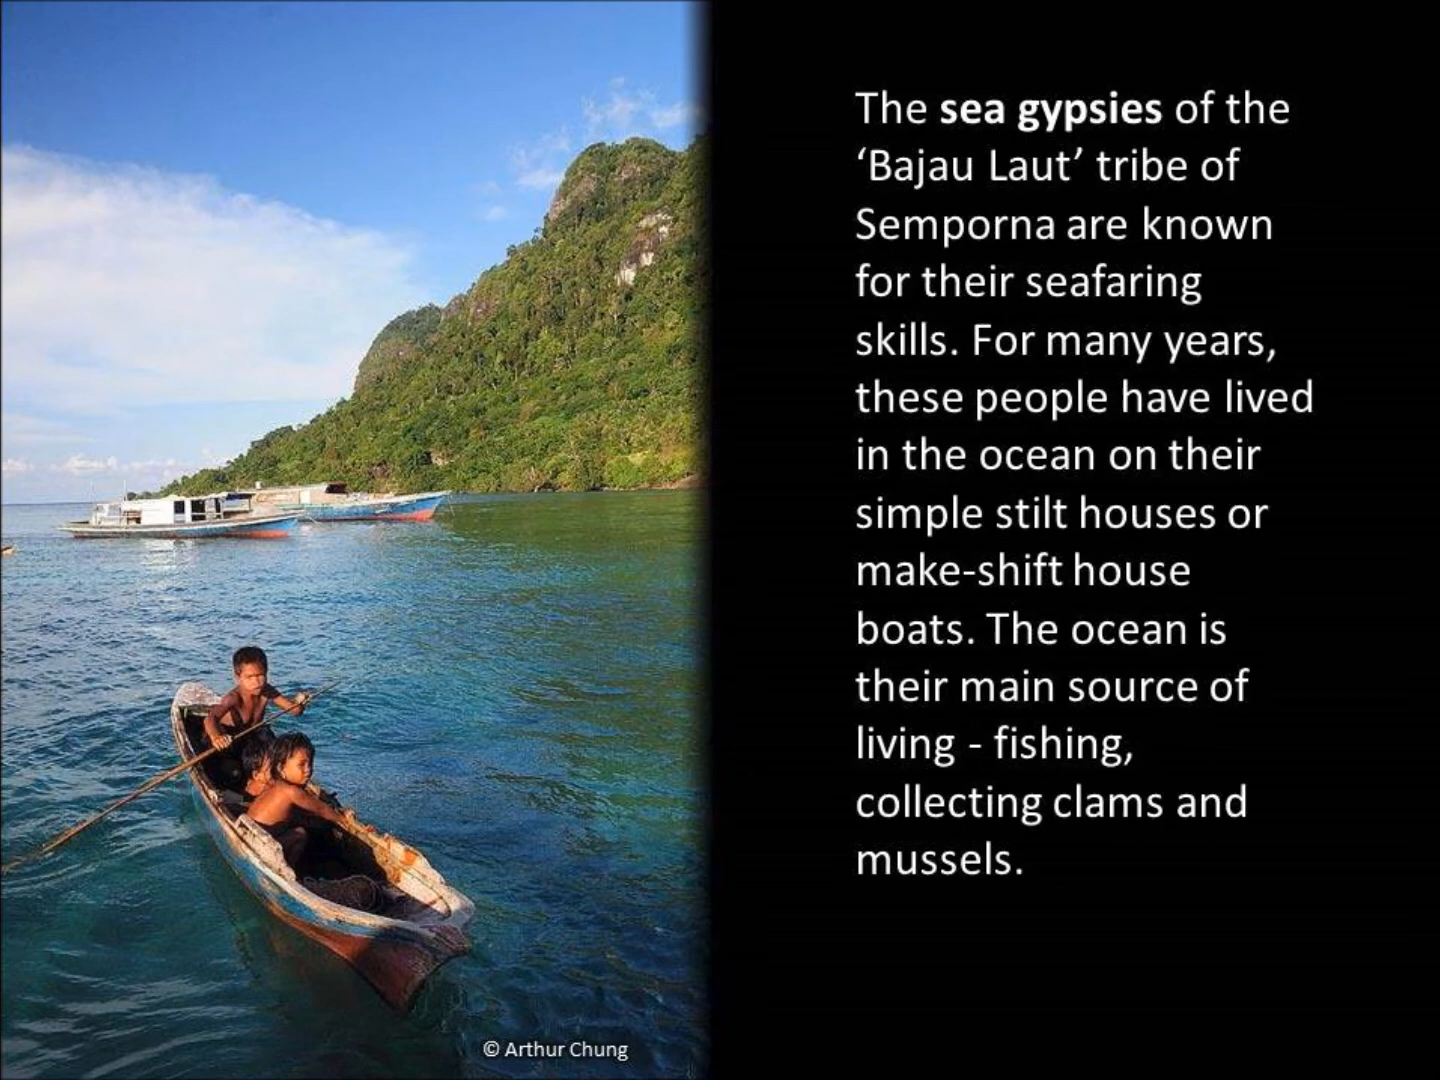 The sea gypsies of the
‘Bajau Laut’ tribe of
Semporna are known
for their seafaring
skills. For many years,
these people have lived
in the ocean on their
simple stilt houses or
make-shift house
boats. The ocean is
their main source of
living - fishing,
collecting clams and
mussels.
© Arthur Chung